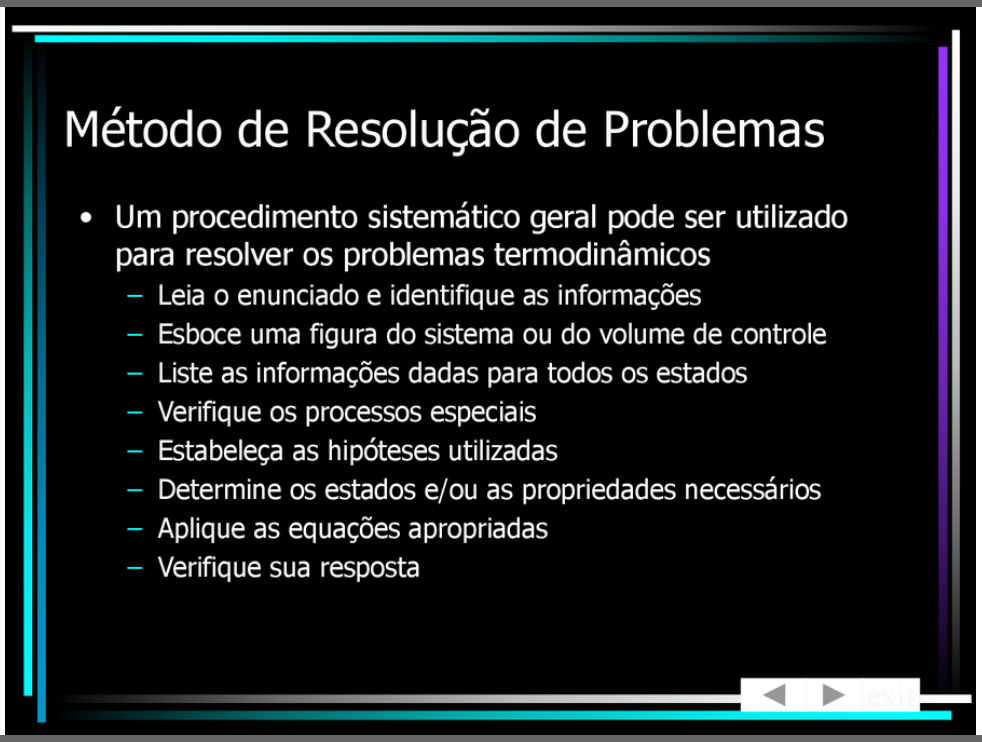 Método de Resolução de Problemas
• Um procedimento sistemático geral pode ser utilizado
para resolver os problemas termodinâmicos
– Leia o enunciado e identifique as informações
– Esboce uma figura do sistema ou do volume de controle
– Liste as informações dadas para todos os estados
– Verifique os processos especiais
– Estabeleça as hipóteses utilizadas
– Determine os estados e/ou as propriedades necessários
– Aplique as equações apropriadas
– Verifique sua resposta
exit